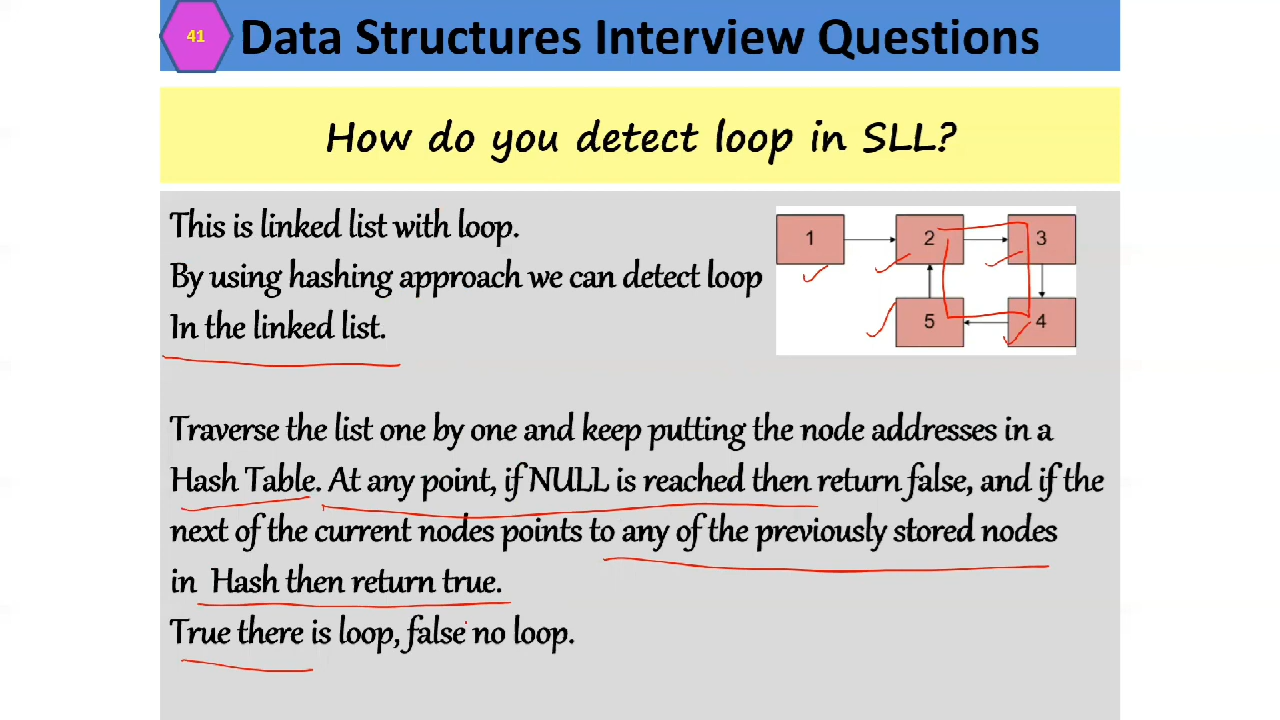 41
Data Structures Interview Questions
How do you detect loop in SLL?
This is linked list with loop.
By using hashing approach we can detect loop
In the linked list.
1
2
3
5
4
Traverse the list one by one and keep putting the node addresses in a
Hash Table. At any point, if NULL is reached then return false, and if the
next of the current nodes points to any of the previously stored nodes
in Hash then return true.
True there is loop, false no loop.